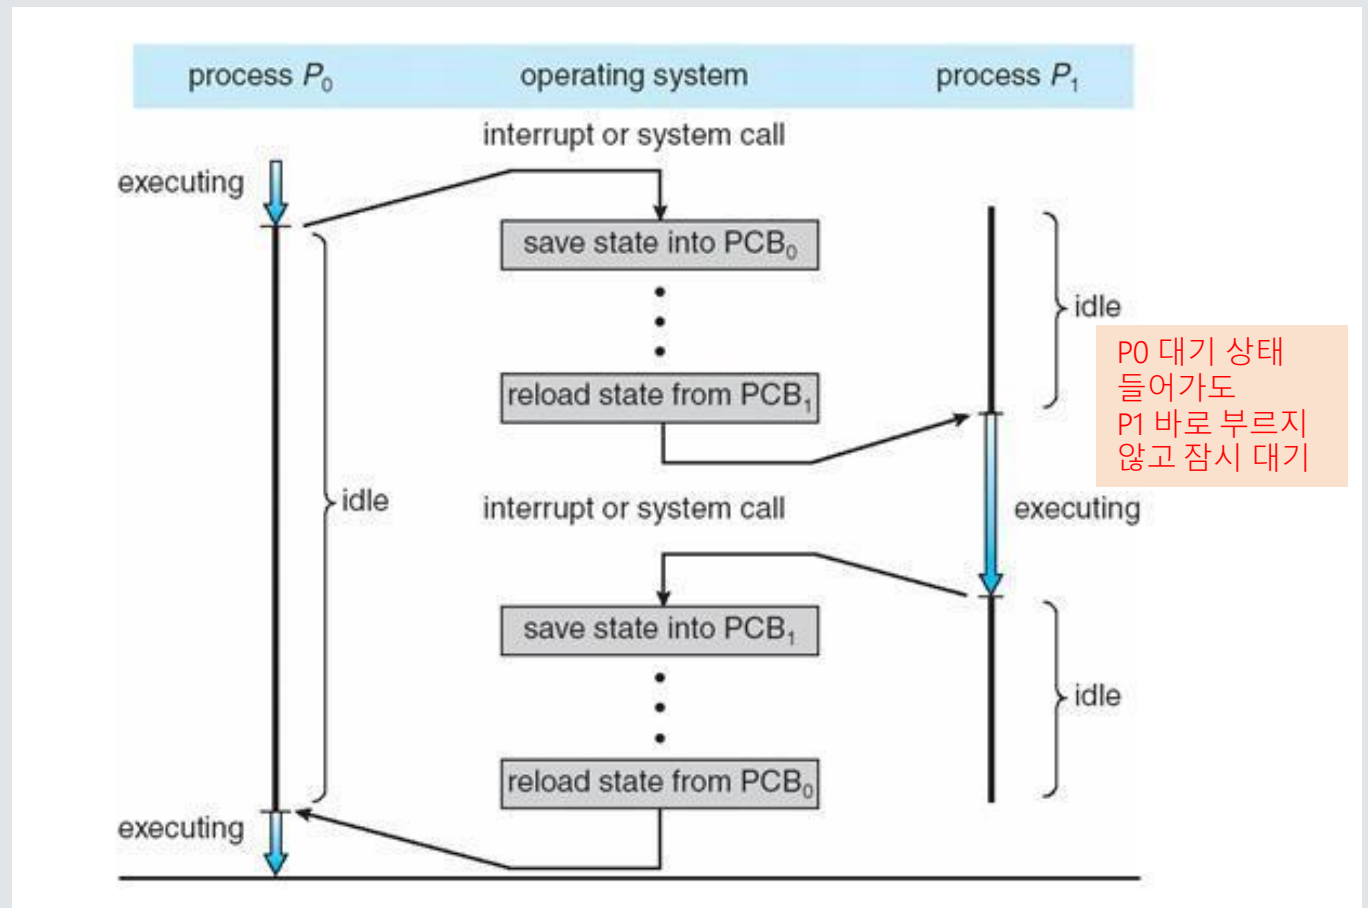 process P₀ operating system process P₁
interrupt or system call
executing
save state into PCB₀
idle
P0 대기 상태
들어가도
P1 바로 부르지
않고 잠시 대기
reload state from PCB₁
idle
interrupt or system call
executing
save state into PCB₁
idle
reload state from PCB₀
executing